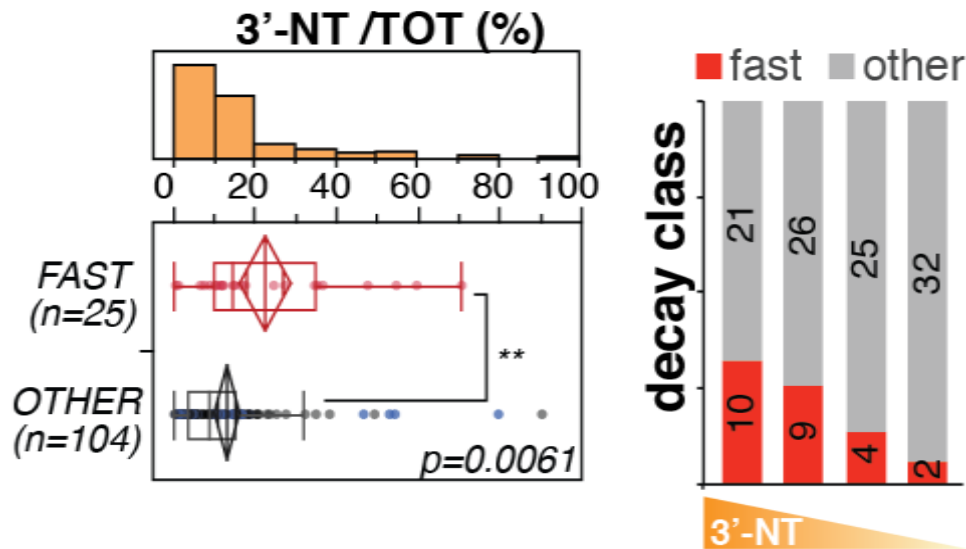 3’-NT /TOT (%)
0 20 40 60 80 100
FAST
(n=25)
**
OTHER
(n=104)
p=0.0061
fast other
decay class
21 26 25 32
10 9 4 2
3’-NT